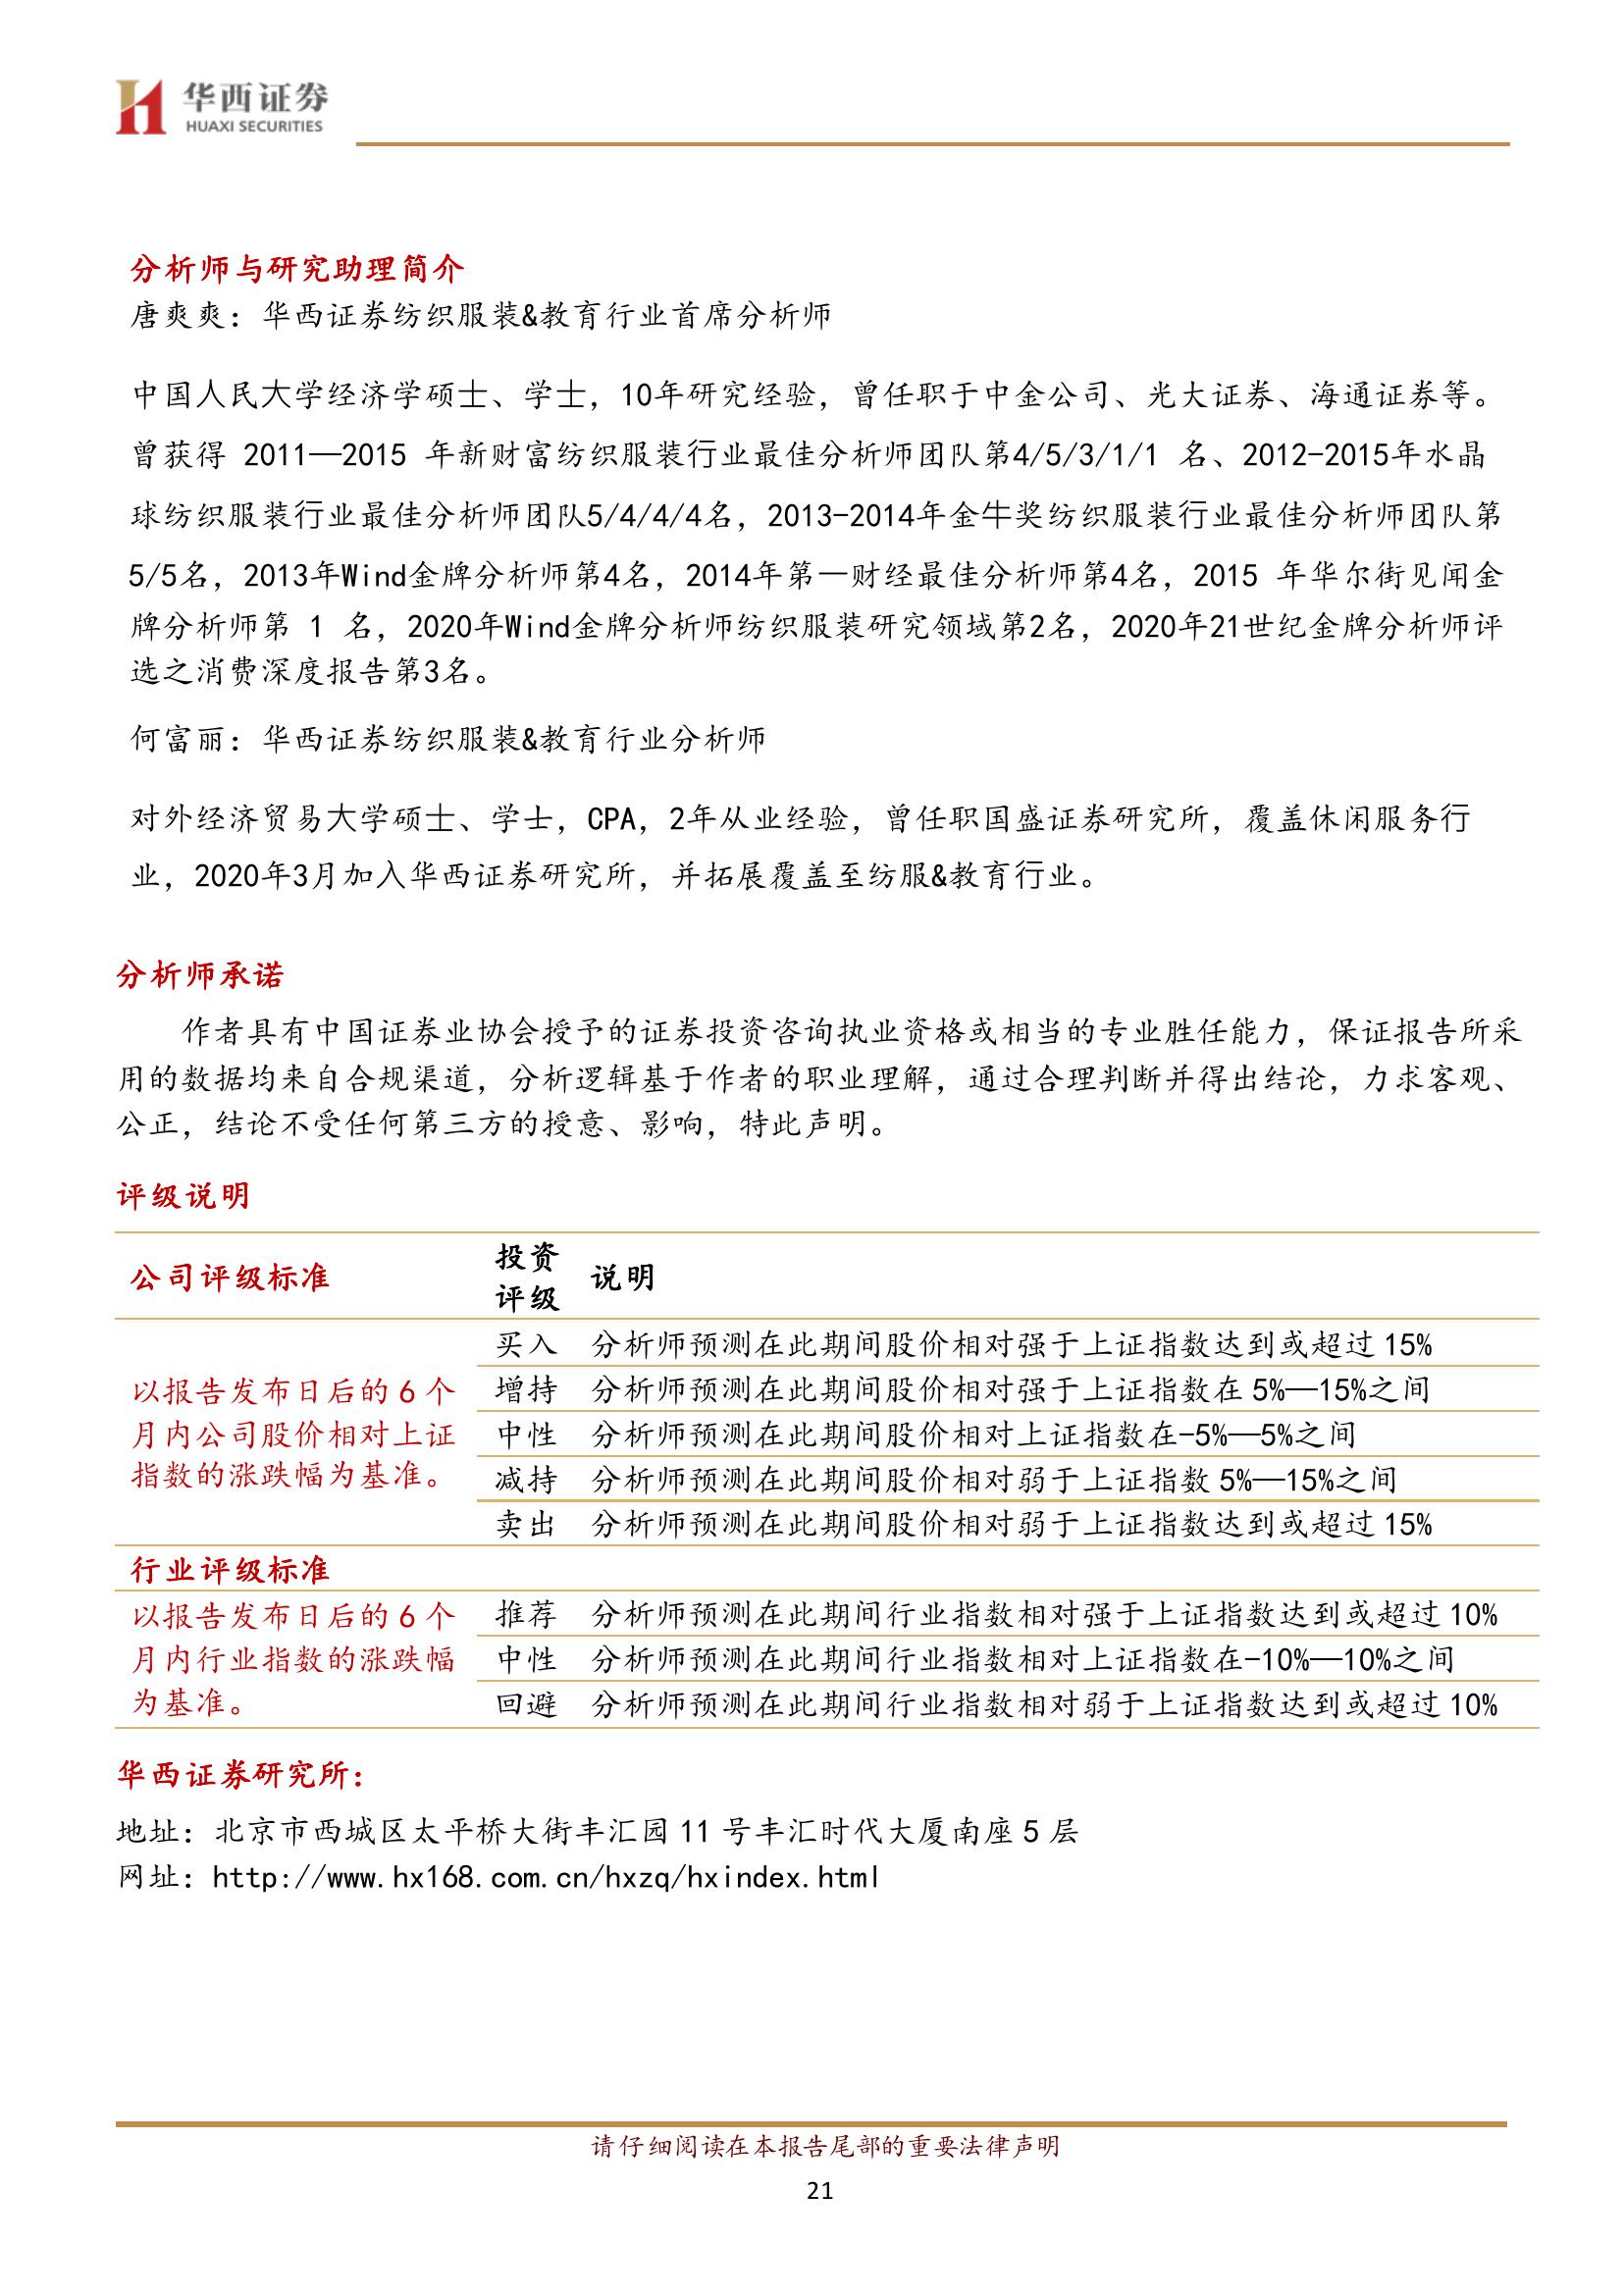 华西证券
HUAXI SECURITIES
分析师与研究助理简介
唐爽爽：华西证券纺织服装&教育行业首席分析师
中国人民大学经济学硕士、学士，10年研究经验，曾任职于中金公司、光大证券、海通证券等。
曾获得 2011—2015 年新财富纺织服装行业最佳分析师团队第4/5/3/1/1 名、2012-2015年水晶
球纺织服装行业最佳分析师团队5/4/4/4名，2013-2014年金牛奖纺织服装行业最佳分析师团队第
5/5名，2013年Wind金牌分析师第4名，2014年第一财经最佳分析师第4名，2015 年华尔街见闻金
牌分析师第 1 名，2020年Wind金牌分析师纺织服装研究领域第2名，2020年21世纪金牌分析师评
选之消费深度报告第3名。
何富丽：华西证券纺织服装&教育行业分析师
对外经济贸易大学硕士、学士，CPA，2年从业经验，曾任职国盛证券研究所，覆盖休闲服务行
业，2020年3月加入华西证券研究所，并拓展覆盖至纺服&教育行业。
分析师承诺
作者具有中国证券业协会授予的证券投资咨询执业资格或相当的专业胜任能力，保证报告所采
用的数据均来自合规渠道，分析逻辑基于作者的职业理解，通过合理判断并得出结论，力求客观、
公正，结论不受任何第三方的授意、影响，特此声明。
评级说明
公司评级标准
投资
评级
说明
以报告发布日后的 6 个
月内公司股价相对上证
指数的涨跌幅为基准。
买入 分析师预测在此期间股价相对强于上证指数达到或超过 15%
增持 分析师预测在此期间股价相对强于上证指数在 5%—15%之间
中性 分析师预测在此期间股价相对上证指数在-5%—5%之间
减持 分析师预测在此期间股价相对弱于上证指数 5%—15%之间
卖出 分析师预测在此期间股价相对弱于上证指数达到或超过 15%
行业评级标准
以报告发布日后的 6 个
月内行业指数的涨跌幅
为基准。
推荐 分析师预测在此期间行业指数相对强于上证指数达到或超过 10%
中性 分析师预测在此期间行业指数相对上证指数在-10%—10%之间
回避 分析师预测在此期间行业指数相对弱于上证指数达到或超过 10%
华西证券研究所：
地址：北京市西城区太平桥大街丰汇园 11 号丰汇时代大厦南座 5 层
网址：http://www.hx168.com.cn/hxzq/hxindex.html
请仔细阅读在本报告尾部的重要法律声明
21